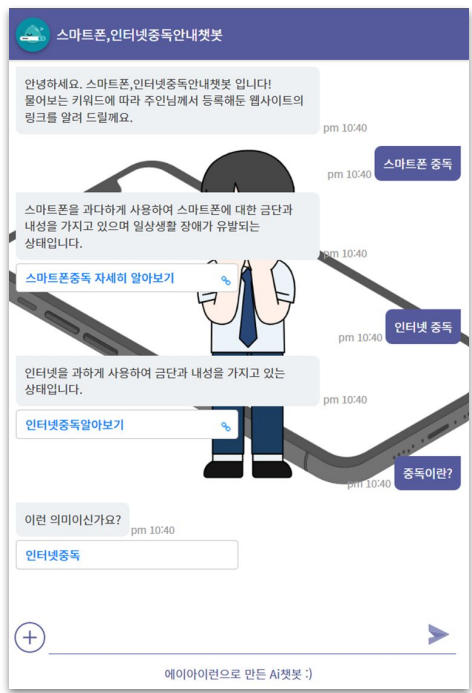 스마트폰,인터넷중독안내챗봇
안녕하세요. 스마트폰,인터넷중독안내챗봇 입니다!
물어보는 키워드에 따라 주인님께서 등록해둔 웹사이트의
링크를 알려 드릴께요.
pm 10:40
스마트폰 중독
pm 10:40
스마트폰을 과다하게 사용하여 스마트폰에 대한 금단과
내성을 가지고 있으며 일상생활 장애가 유발되는
상태입니다.
pm 10:40
스마트폰중독 자세히 알아보기
인터넷 중독
pm 10:40
인터넷을 과하게 사용하여 금단과 내성을 가지고 있는
상태입니다.
pm 10:40
인터넷중독알아보기
중독이란?
pm 10:40
이런 의미이신가요?
pm 10:40
인터넷중독
에이아이런으로 만든 Ai챗봇 :)